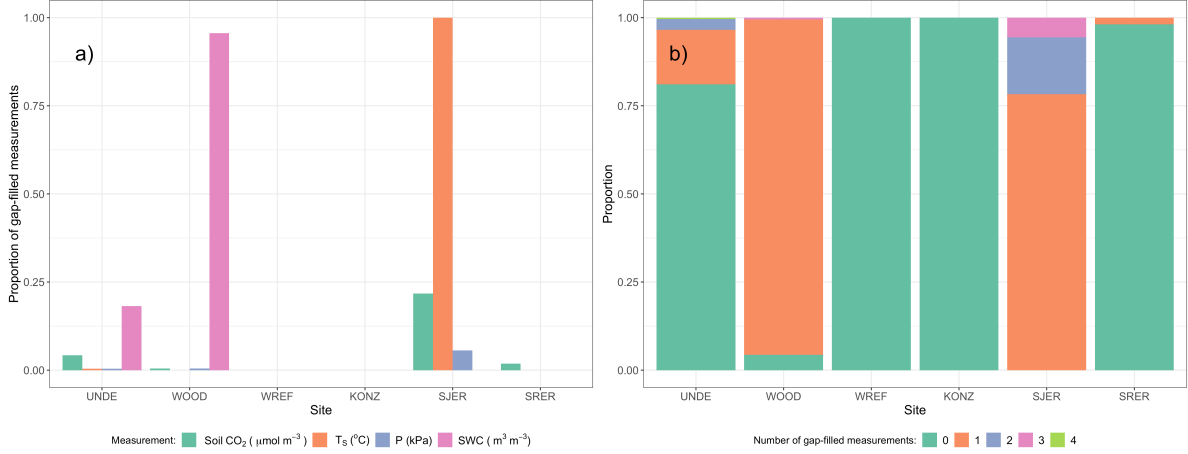 a)
1.00
0.75
0.50
0.25
0.00
Proportion of gap-filled measurements
UNDE WOOD WREF KONZ SJER SRER
Site
Measurement: Soil CO₂ ( μmol m⁻³ ) T_S (°C) P (kPa) SWC ( m³ m⁻³)
b)
1.00
0.75
0.50
0.25
0.00
Proportion
UNDE WOOD WREF KONZ SJER SRER
Site
Number of gap-filled measurements: 0 1 2 3 4